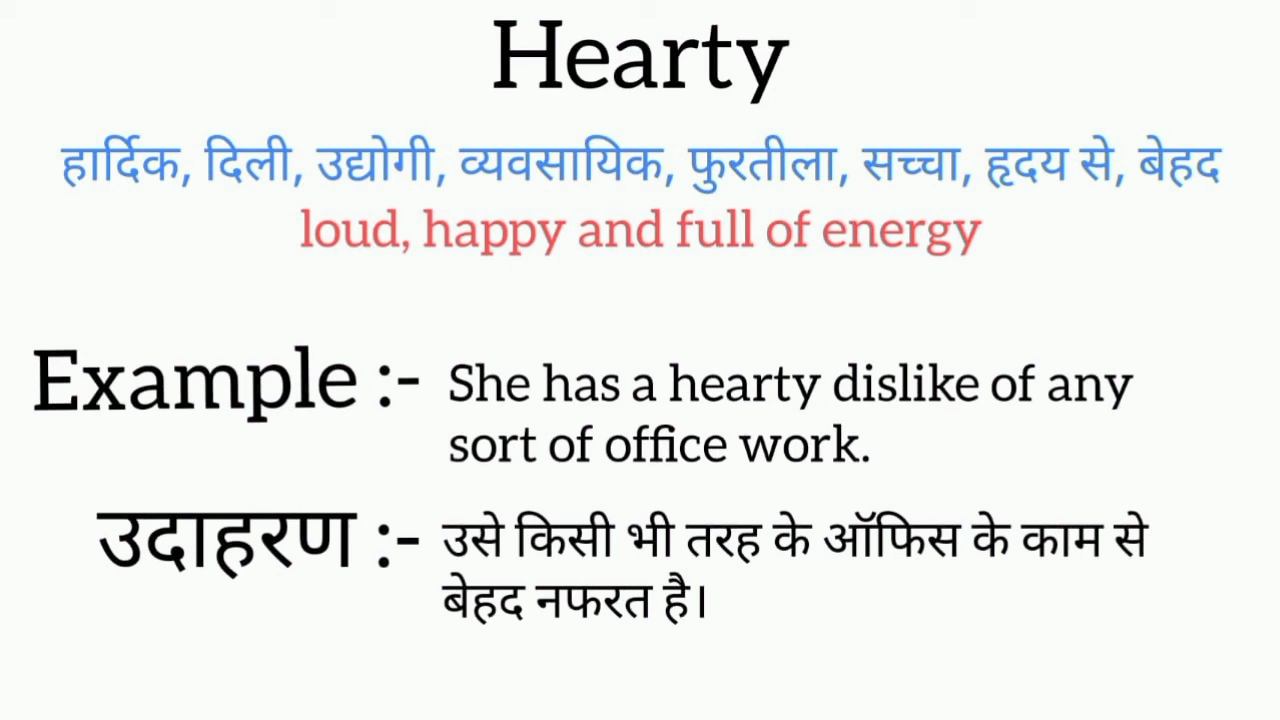 Hearty
हार्दिक, दिली, उद्योगी, व्यवसायिक, फुरतीला, सच्चा, हृदय से, बेहद
loud, happy and full of energy
Example :- She has a hearty dislike of any
sort of office work.
उदाहरण :- उसे किसी भी तरह के ऑफिस के काम से
बेहद नफरत है।